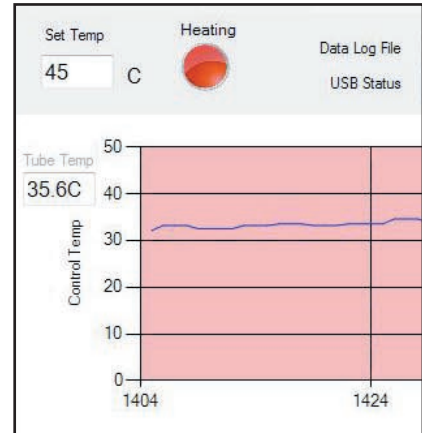 Set Temp
45 C
Heating
Data Log File
USB Status
Tube Temp
35.6C
Control Temp
50
40
30
20
10
0
1404 1424